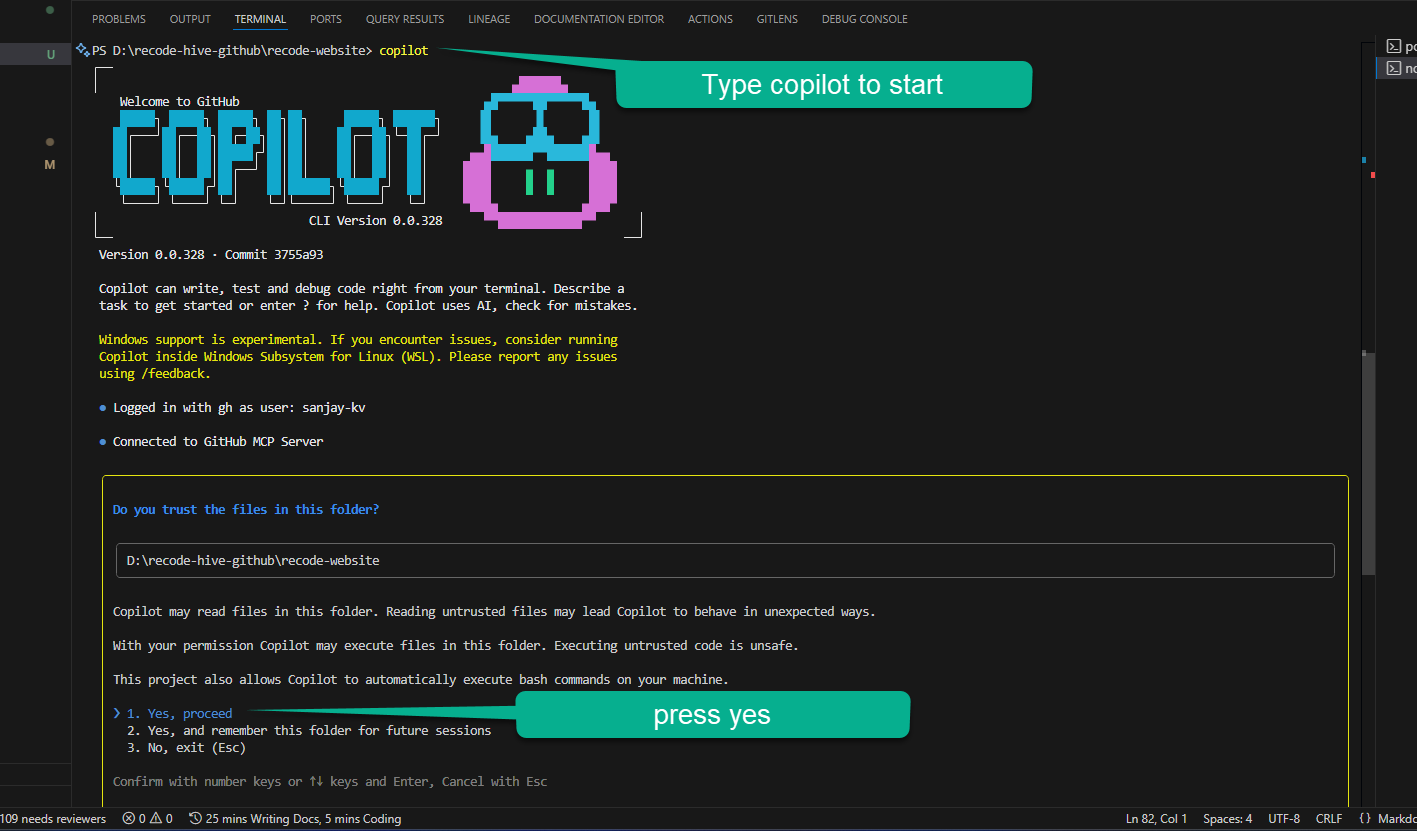 PROBLEMS OUTPUT TERMINAL PORTS QUERY RESULTS LINEAGE DOCUMENTATION EDITOR ACTIONS GITLENS DEBUG CONSOLE
U
M
PS D:\recode-hive-github\recode-website> copilot
Type copilot to start
Welcome to GitHub
COPILOT
CLI Version 0.0.328
Version 0.0.328 · Commit 3755a93
Copilot can write, test and debug code right from your terminal. Describe a
task to get started or enter ? for help. Copilot uses AI, check for mistakes.
Windows support is experimental. If you encounter issues, consider running
Copilot inside Windows Subsystem for Linux (WSL). Please report any issues
using /feedback.
● Logged in with gh as user: sanjay-kv
● Connected to GitHub MCP Server
Do you trust the files in this folder?
D:\recode-hive-github\recode-website
Copilot may read files in this folder. Reading untrusted files may lead Copilot to behave in unexpected ways.
With your permission Copilot may execute files in this folder. Executing untrusted code is unsafe.
This project also allows Copilot to automatically execute bash commands on your machine.
❯ 1. Yes, proceed
press yes
2. Yes, and remember this folder for future sessions
3. No, exit (Esc)
Confirm with number keys or ↑↓ keys and Enter, Cancel with Esc
109 needs reviewers 0 0 25 mins Writing Docs, 5 mins Coding Ln 82, Col 1 Spaces: 4 UTF-8 CRLF {}